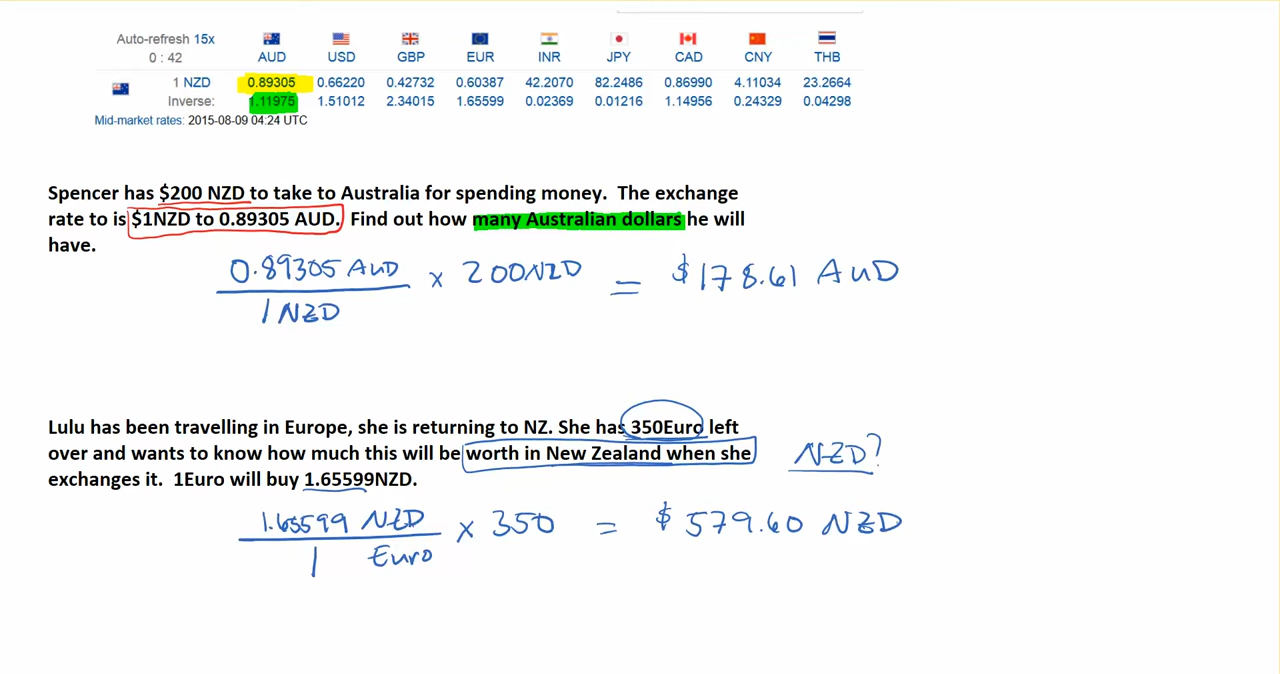 Auto-refresh 15x
0 : 42
AUD USD GBP EUR INR JPY CAD CNY THB
1 NZD 0.89305 0.66220 0.42732 0.60387 42.2070 82.2486 0.86990 4.11034 23.2664
Inverse: 1.11975 1.51012 2.34015 1.65599 0.02369 0.01216 1.14956 0.24329 0.04298
Mid-market rates: 2015-08-09 04:24 UTC
Spencer has $200 NZD to take to Australia for spending money. The exchange
rate to is $1NZD to 0.89305 AUD. Find out how many Australian dollars he will
have.
0.89305 AUD
1 NZD
× 200NZD = $178.61 AUD
Lulu has been travelling in Europe, she is returning to NZ. She has 350Euro left
over and wants to know how much this will be worth in New Zealand when she
exchanges it. 1Euro will buy 1.65599NZD.
NZD?
1.65599 NZD
1 Euro
× 350 = $579.60 NZD